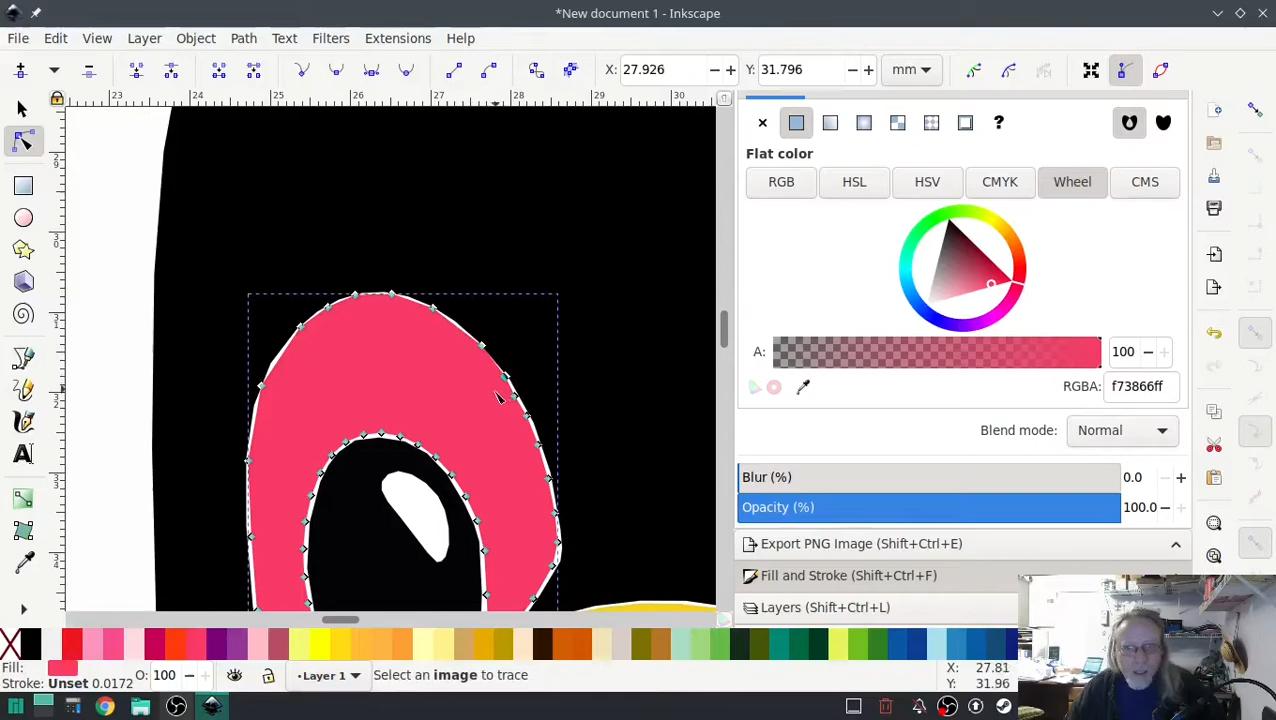 *New document 1 - Inkscape
File Edit View Layer Object Path Text Filters Extensions Help
X: 27.926 Y: 31.796 mm
23 24 25 26 27 28 29 30
Flat color
RGB HSL HSV CMYK Wheel CMS
A: 100
RGBA: f73866ff
Blend mode: Normal
Blur (%) 0.0
Opacity (%) 100.0
Export PNG Image (Shift+Ctrl+E)
Fill and Stroke (Shift+Ctrl+F)
Layers (Shift+Ctrl+L)
Fill:
Stroke: Unset 0.0172
O: 100
•Layer 1
Select an image to trace
X: 27.81
Y: 31.96